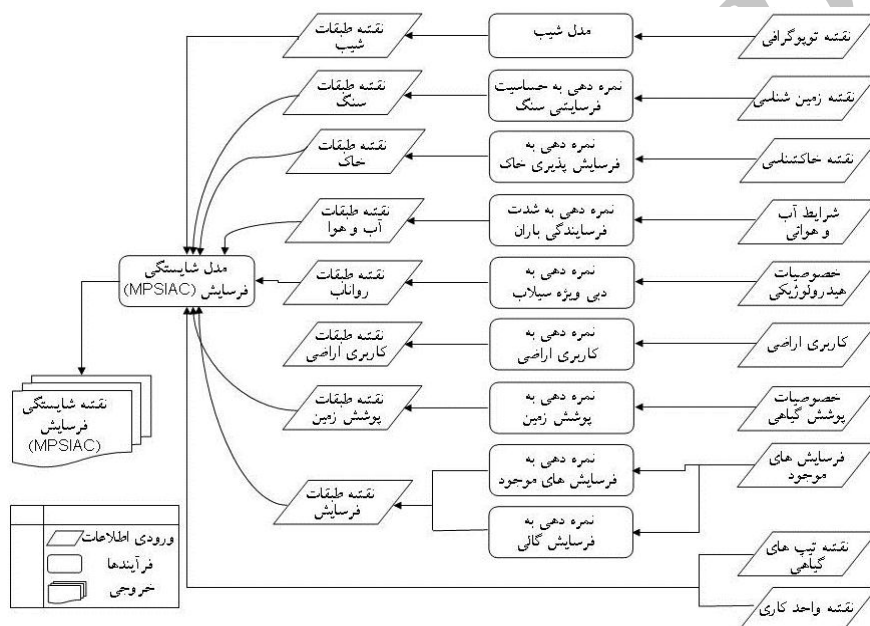 نقشه توپوگرافی
مدل شیب
نقشه طبقات
شیب
نقشه زمین شناسی
نمره دهی به حساسیت
فرسایشی سنگ
نقشه طبقات
سنگ
نقشه خاکشناسی
نمره دهی به
فرسایش پذیری خاک
نقشه طبقات
خاک
شرایط آب
و هوائی
نمره دهی به شدت
فرسایندگی باران
نقشه طبقات
آب و هوا
خصوصیات
هیدرولوژیکی
نمره دهی به
دبی ویژه سیلاب
نقشه طبقات
رواناب
مدل شایستگی
فرسایش (MPSIAC)
کاربری اراضی
نمره دهی به
کاربری اراضی
نقشه طبقات
کاربری اراضی
خصوصیات
پوشش گیاهی
نمره دهی به
پوشش زمین
نقشه طبقات
پوشش زمین
نقشه شایستگی
فرسایش
(MPSIAC)
فرسایش های
موجود
نمره دهی به
فرسایش های موجود
نمره دهی به
فرسایش گالی
نقشه طبقات
فرسایش
نقشه تیپ های
گیاهی
نقشه واحد کاری
ورودی اطلاعات
فرآیندها
خروجی